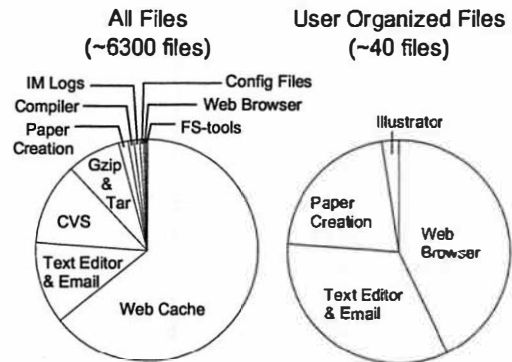 All Files
(~6300 files)
IM Logs
Compiler
Paper
Creation
Config Files
Web Browser
FS-tools
Gzip
&
Tar
CVS
Text Editor
& Email
Web Cache
User Organized Files
(~40 files)
Illustrator
Paper
Creation
Web
Browser
Text Editor
& Email